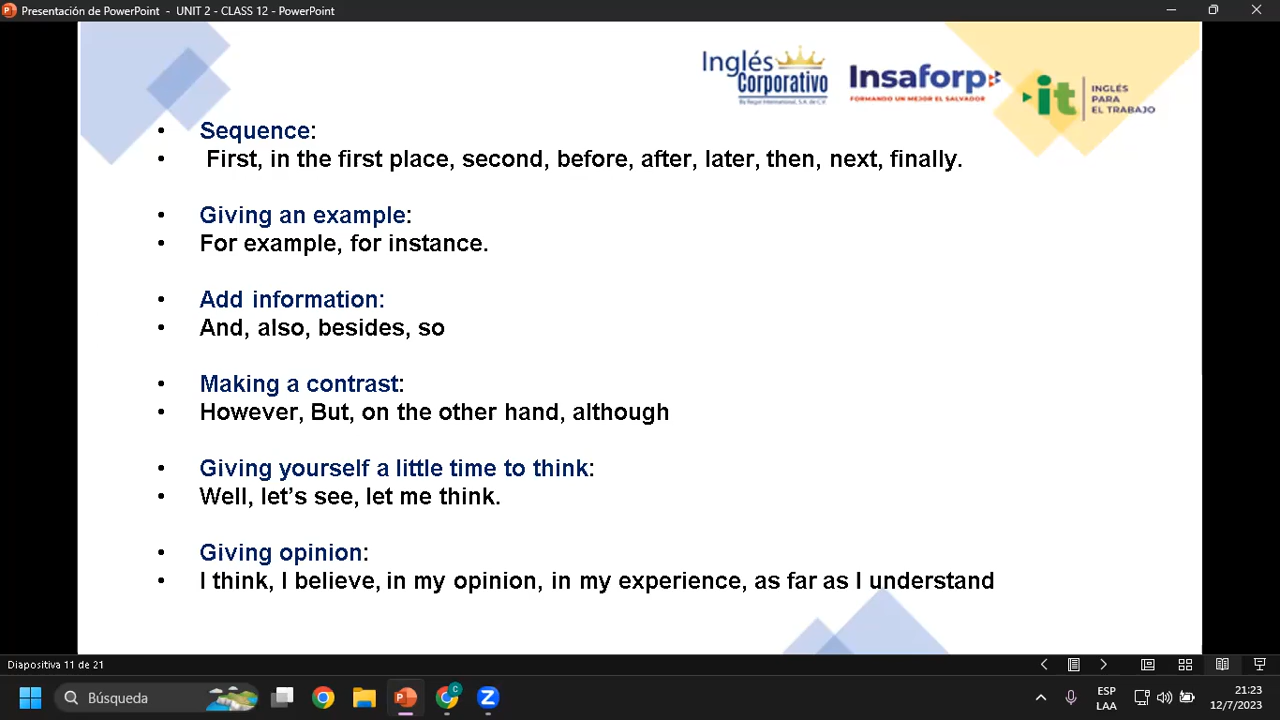 Presentación de PowerPoint - UNIT 2 - CLASS 12 - PowerPoint
Inglés
Corporativo
Insaforp
FORMANDO UN MEJOR EL SALVADOR
it
INGLÉS
PARA
EL TRABAJO
• Sequence:
• First, in the first place, second, before, after, later, then, next, finally.
• Giving an example:
• For example, for instance.
• Add information:
• And, also, besides, so
• Making a contrast:
• However, But, on the other hand, although
• Giving yourself a little time to think:
• Well, let's see, let me think.
• Giving opinion:
• I think, I believe, in my opinion, in my experience, as far as I understand
Diapositiva 11 de 21
Búsqueda
ESP
LAA
21:23
12/7/2023